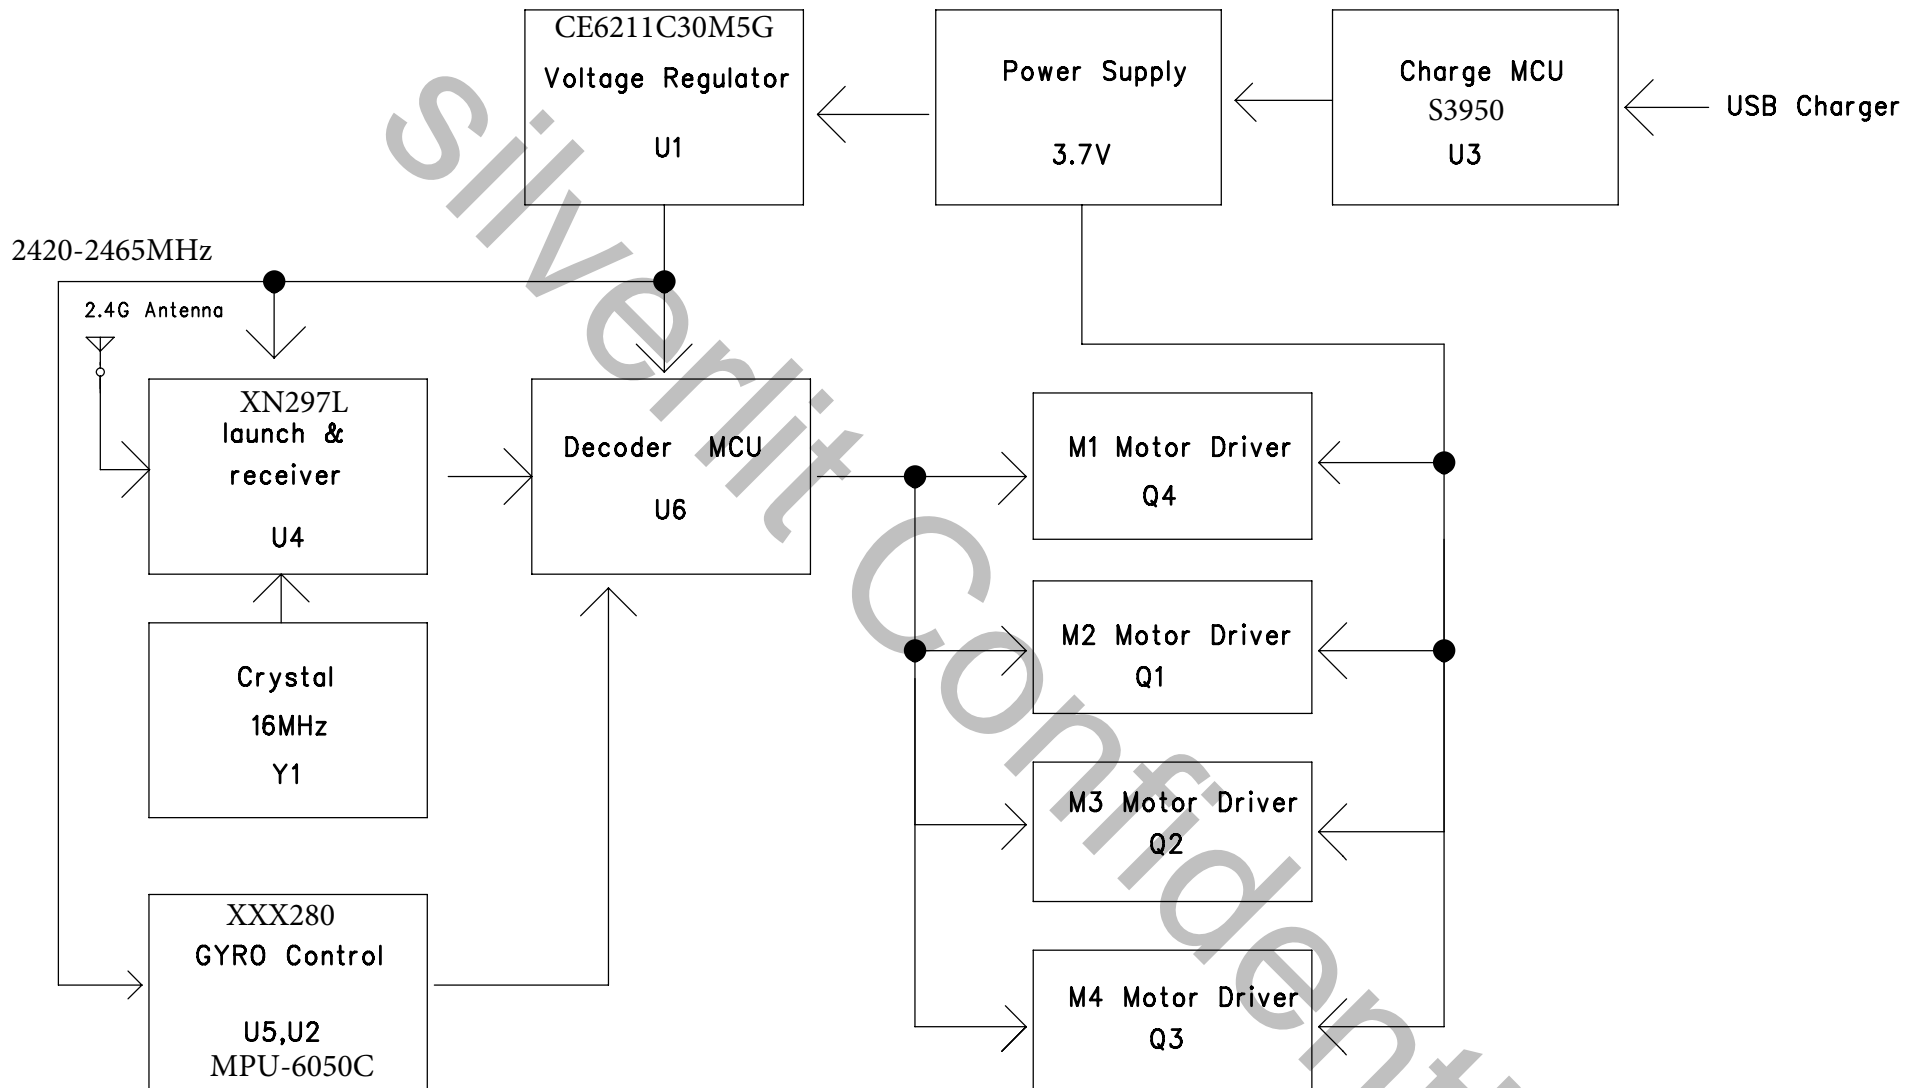 CE6211C30M5G
Voltage Regulator
U1
Power Supply
3.7V
Charge MCU
S3950
U3
USB Charger
2420-2465MHz
2.4G Antenna
XN297L
launch &
receiver
U4
Decoder MCU
U6
Crystal
16MHz
Y1
XXX280
GYRO Control
U5,U2
MPU-6050C
M1 Motor Driver
Q4
M2 Motor Driver
Q1
M3 Motor Driver
Q2
M4 Motor Driver
Q3
silverlit Confident